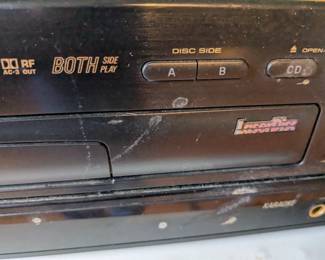 DISC SIDE
RF
AC-3 OUT
BOTH SIDE PLAY
A
B
OPEN
CD
LaserDisc
KARAOKE